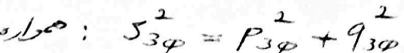 همواره : S²3φ = P²3φ + q²3φ